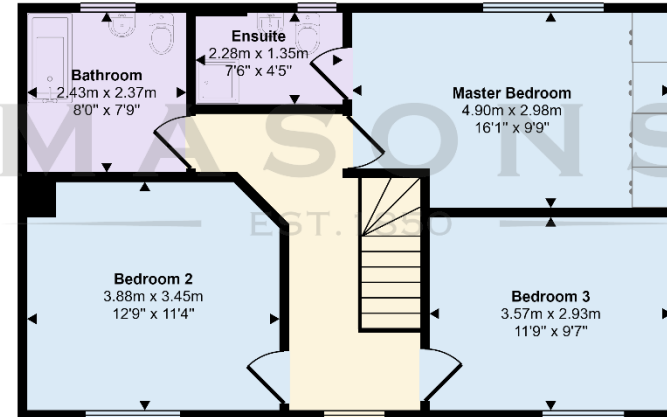 Bathroom
2.43m x 2.37m
8'0" x 7'9"
Ensuite
2.28m x 1.35m
7'6" x 4'5"
Master Bedroom
4.90m x 2.98m
16'1" x 9'9"
MASONS
EST. 1850
Bedroom 2
3.88m x 3.45m
12'9" x 11'4"
Bedroom 3
3.57m x 2.93m
11'9" x 9'7"